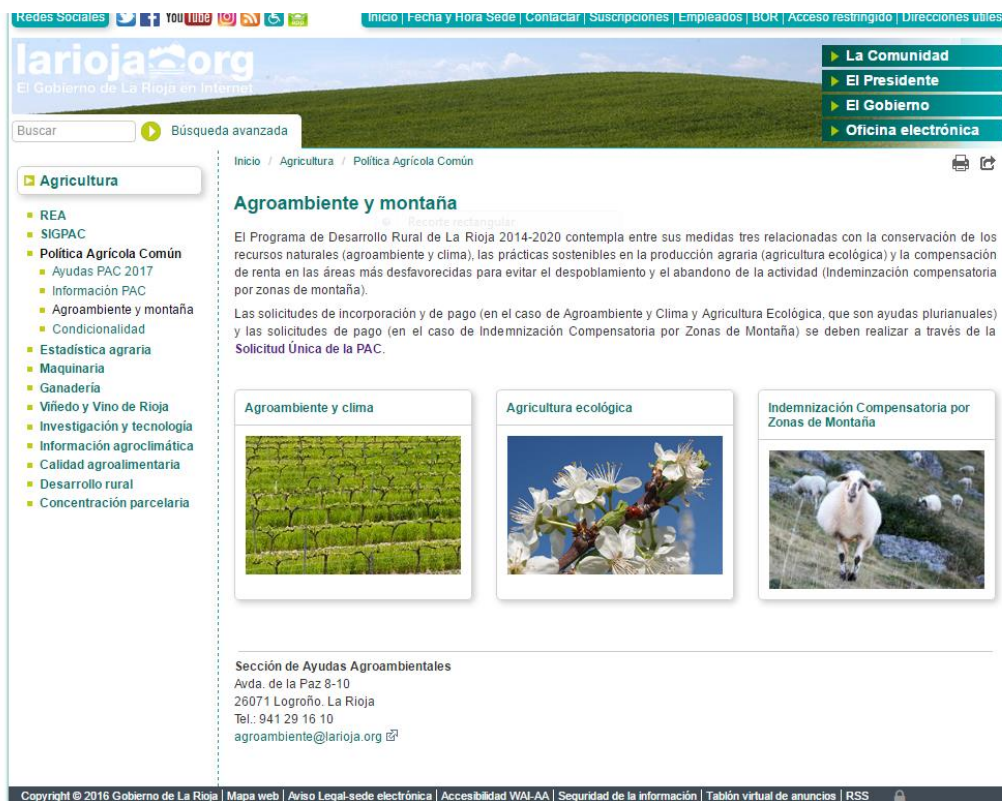 Redes Sociales
You Tube
Inicio | Fecha y Hora Sede | Contactar | Suscripciones | Empleados | BOR | Acceso restringido | Direcciones útiles
larioja.org
El Gobierno de La Rioja en Internet
La Comunidad
El Presidente
El Gobierno
Oficina electrónica
Buscar
Búsqueda avanzada
Inicio / Agricultura / Política Agrícola Común
Agricultura
REA
SIGPAC
Política Agrícola Común
Ayudas PAC 2017
Información PAC
Agroambiente y montaña
Condicionalidad
Estadística agraria
Maquinaria
Ganadería
Viñedo y Vino de Rioja
Investigación y tecnología
Información agroclimática
Calidad agroalimentaria
Desarrollo rural
Concentración parcelaria
Agroambiente y montaña
Recorte rectangular
El Programa de Desarrollo Rural de La Rioja 2014-2020 contempla entre sus medidas tres relacionadas con la conservación de los
recursos naturales (agroambiente y clima), las prácticas sostenibles en la producción agraria (agricultura ecológica) y la compensación
de renta en las áreas más desfavorecidas para evitar el despoblamiento y el abandono de la actividad (Indeminzación compensatoria
por zonas de montaña).
Las solicitudes de incorporación y de pago (en el caso de Agroambiente y Clima y Agricultura Ecológica, que son ayudas plurianuales)
y las solicitudes de pago (en el caso de Indemnización Compensatoria por Zonas de Montaña) se deben realizar a través de la
Solicitud Única de la PAC.
Agroambiente y clima
Agricultura ecológica
Indemnización Compensatoria por
Zonas de Montaña
Sección de Ayudas Agroambientales
Avda. de la Paz 8-10
26071 Logroño. La Rioja
Tel.: 941 29 16 10
agroambiente@larioja.org
Copyright © 2016 Gobierno de La Rioja | Mapa web | Aviso Legal-sede electrónica | Accesibilidad WAI-AA | Seguridad de la información | Tablón virtual de anuncios | RSS